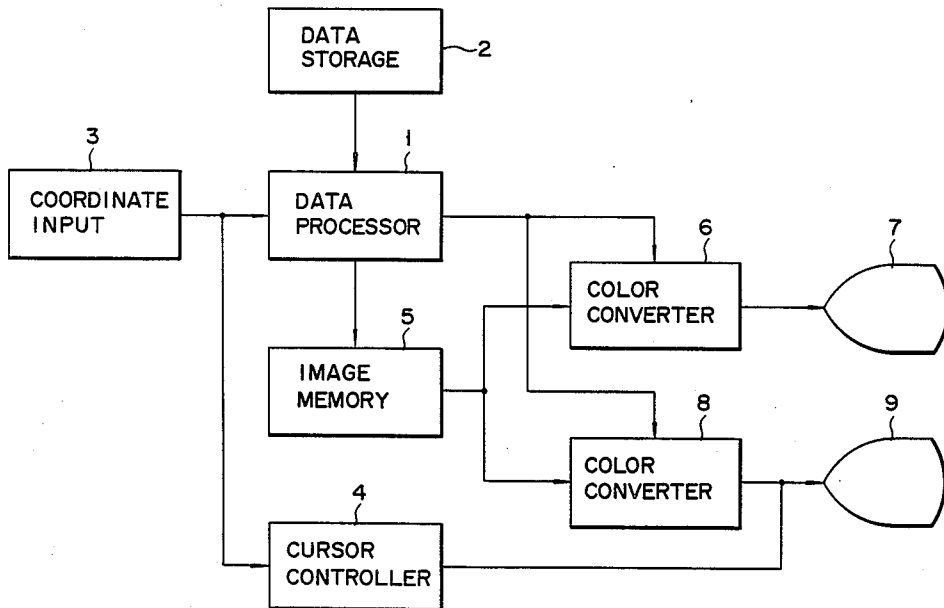 DATA
STORAGE
2
3
1
COORDINATE
INPUT
DATA
PROCESSOR
6
7
COLOR
CONVERTER
5
IMAGE
MEMORY
8
9
COLOR
CONVERTER
4
CURSOR
CONTROLLER